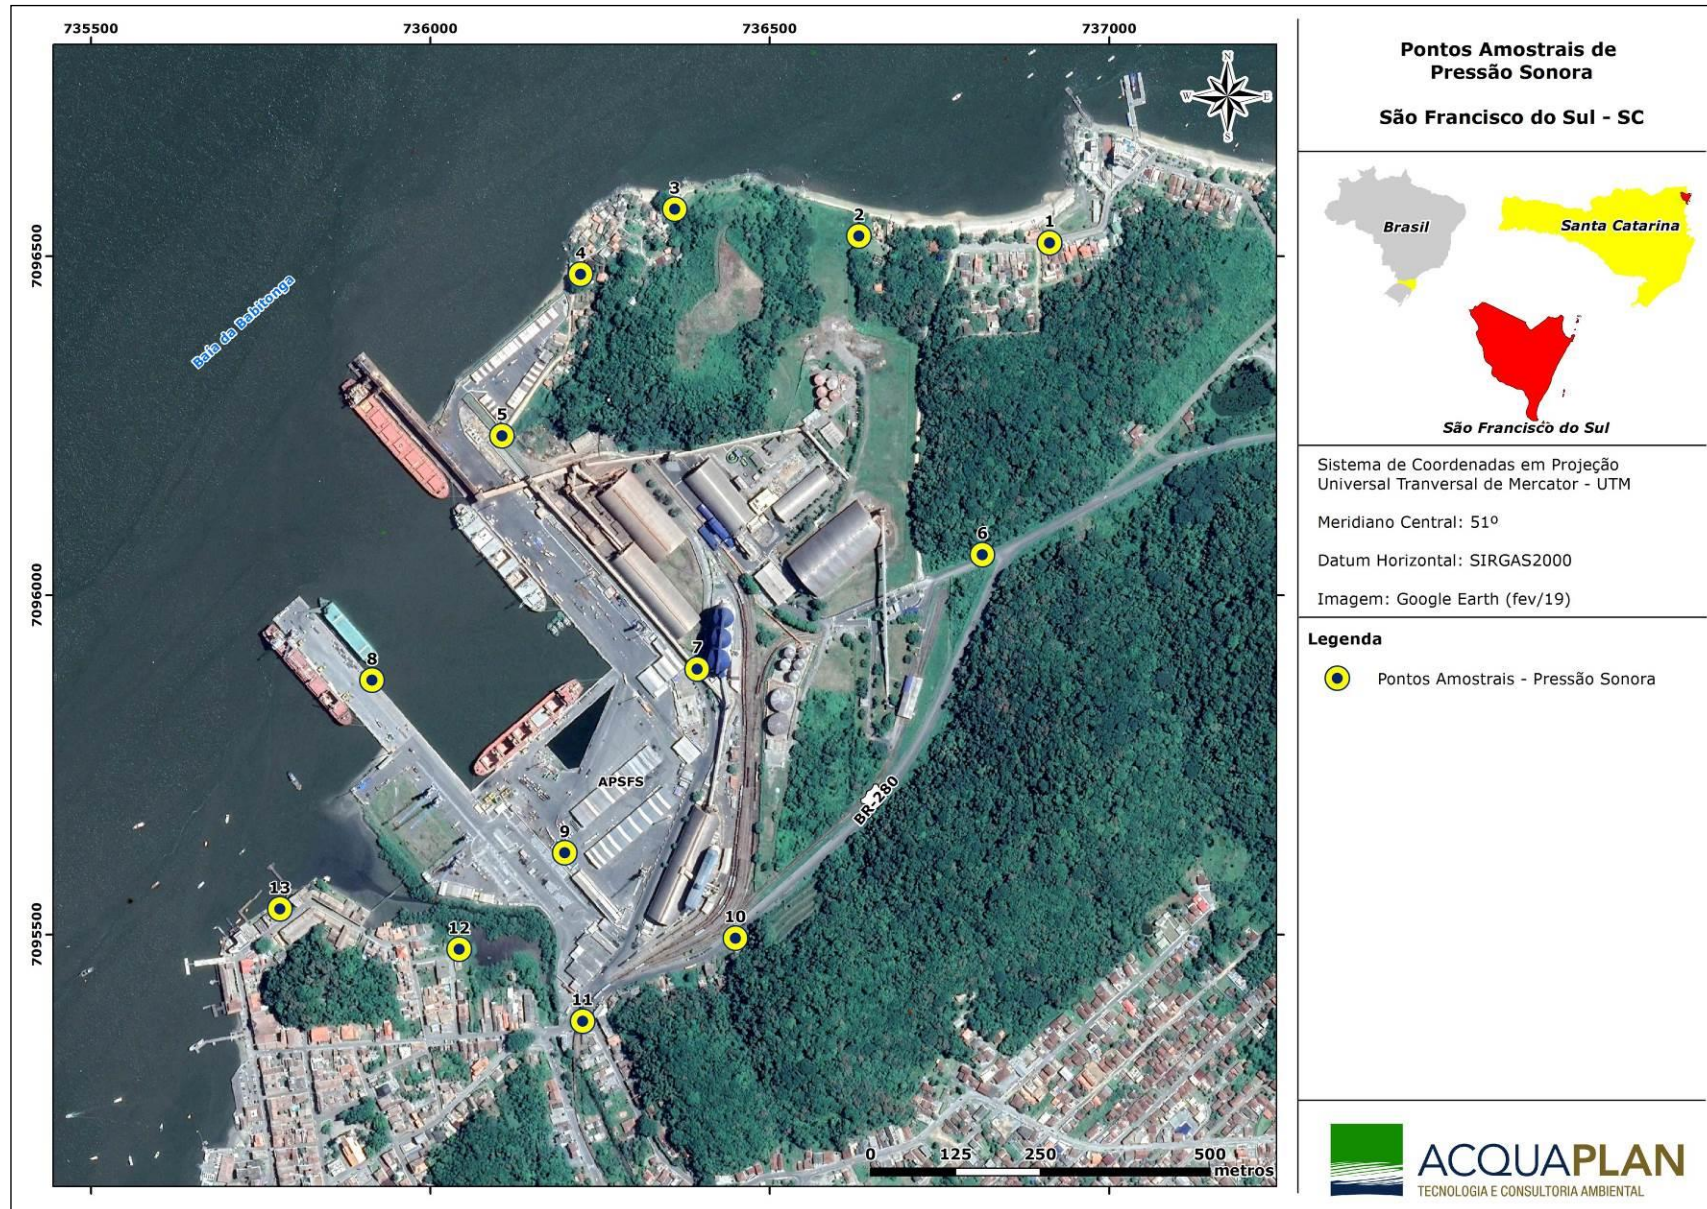 735500
736000
736500
737000
7096500
7096000
7095500
N
W
E
S
Baía da Babitonga
1
2
3
4
5
6
7
8
9
10
11
12
13
APSFS
BR-280
0
125
250
500
metros
Pontos Amostrais de
Pressão Sonora
São Francisco do Sul - SC
Brasil
Santa Catarina
São Francisco do Sul
Sistema de Coordenadas em Projeção
Universal Tranversal de Mercator - UTM
Meridiano Central: 51º
Datum Horizontal: SIRGAS2000
Imagem: Google Earth (fev/19)
Legenda
Pontos Amostrais - Pressão Sonora
ACQUAPLAN
TECNOLOGIA E CONSULTORIA AMBIENTAL